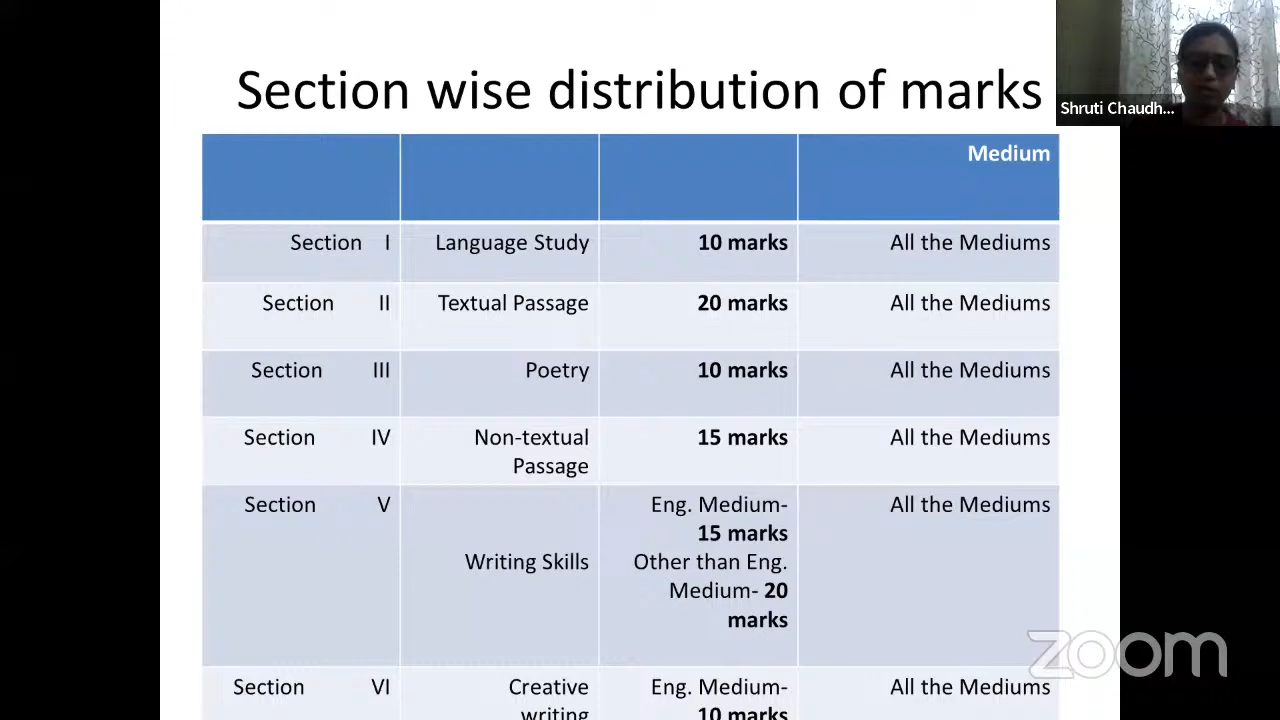 Section wise distribution of marks
Shruti Chaudh...
Medium
Section I Language Study 10 marks All the Mediums
Section II Textual Passage 20 marks All the Mediums
Section III Poetry 10 marks All the Mediums
Section IV Non-textual Passage 15 marks All the Mediums
Section V Writing Skills Eng. Medium- 15 marks Other than Eng. Medium- 20 marks All the Mediums
Section VI Creative writing Eng. Medium- 10 marks All the Mediums
zoom